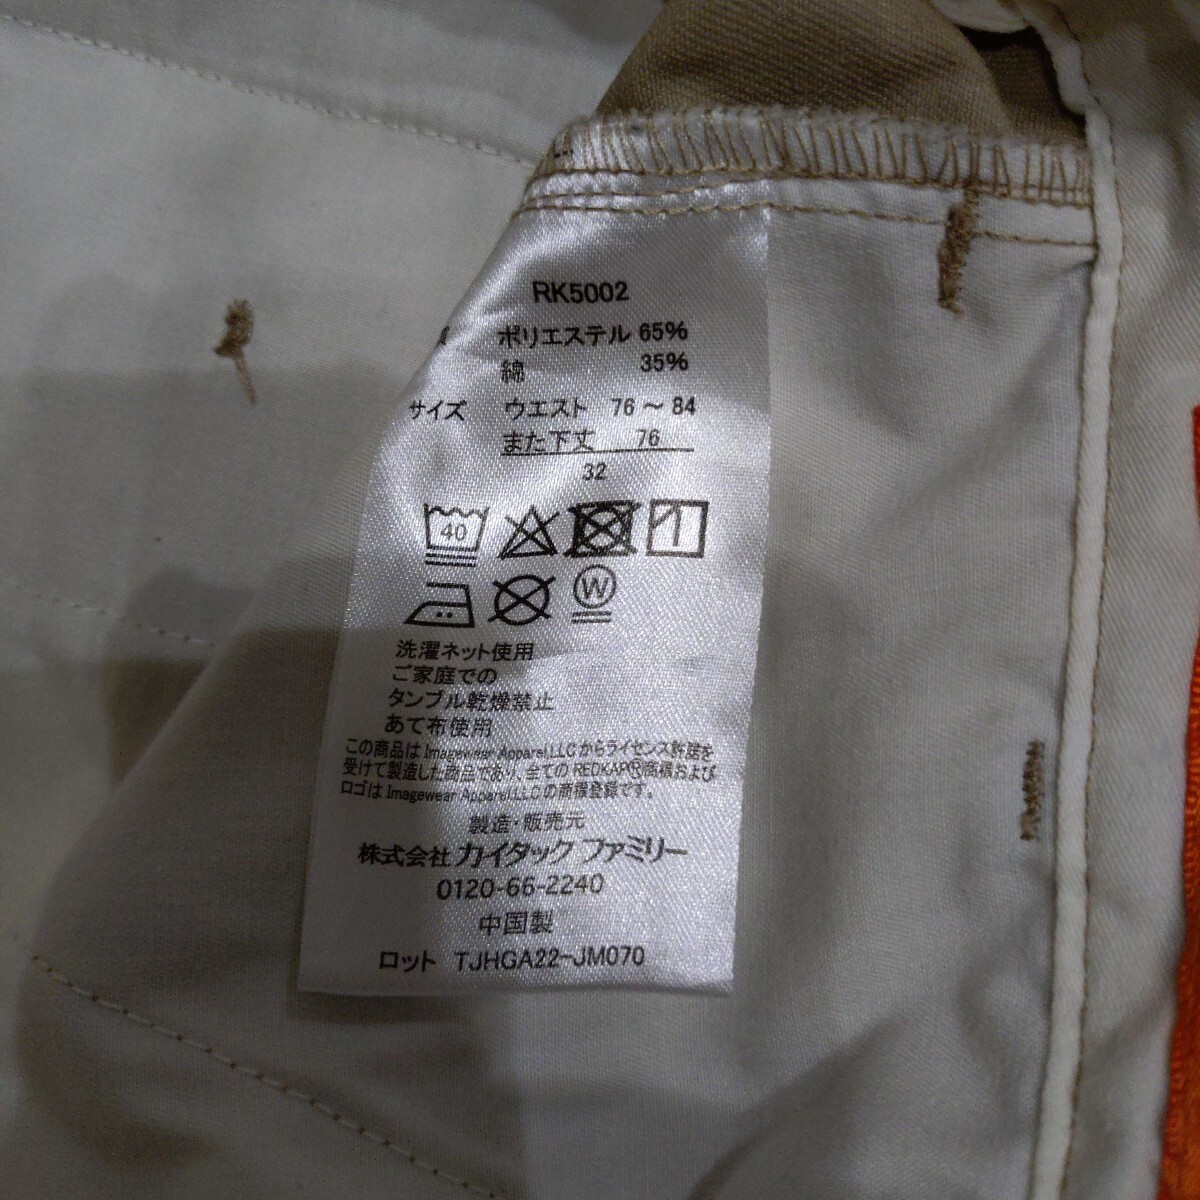 RK5002
質 ポリエステル 65%
綿 35%
サイズ ウエスト 76～84
また下丈 76
32
40
W
洗濯ネット使用
ご家庭での
タンブル乾燥禁止
あて布使用
この商品は Imagewear Apparel.LLC からライセンス許諾を
受けて製造した商品であり、全ての REDKAP®商標および
ロゴは Imagewear Apparel.LLC の商標登録です。
製造・販売元
株式会社 カイタック ファミリー
0120-66-2240
中国製
ロット TJHGA22-JM070